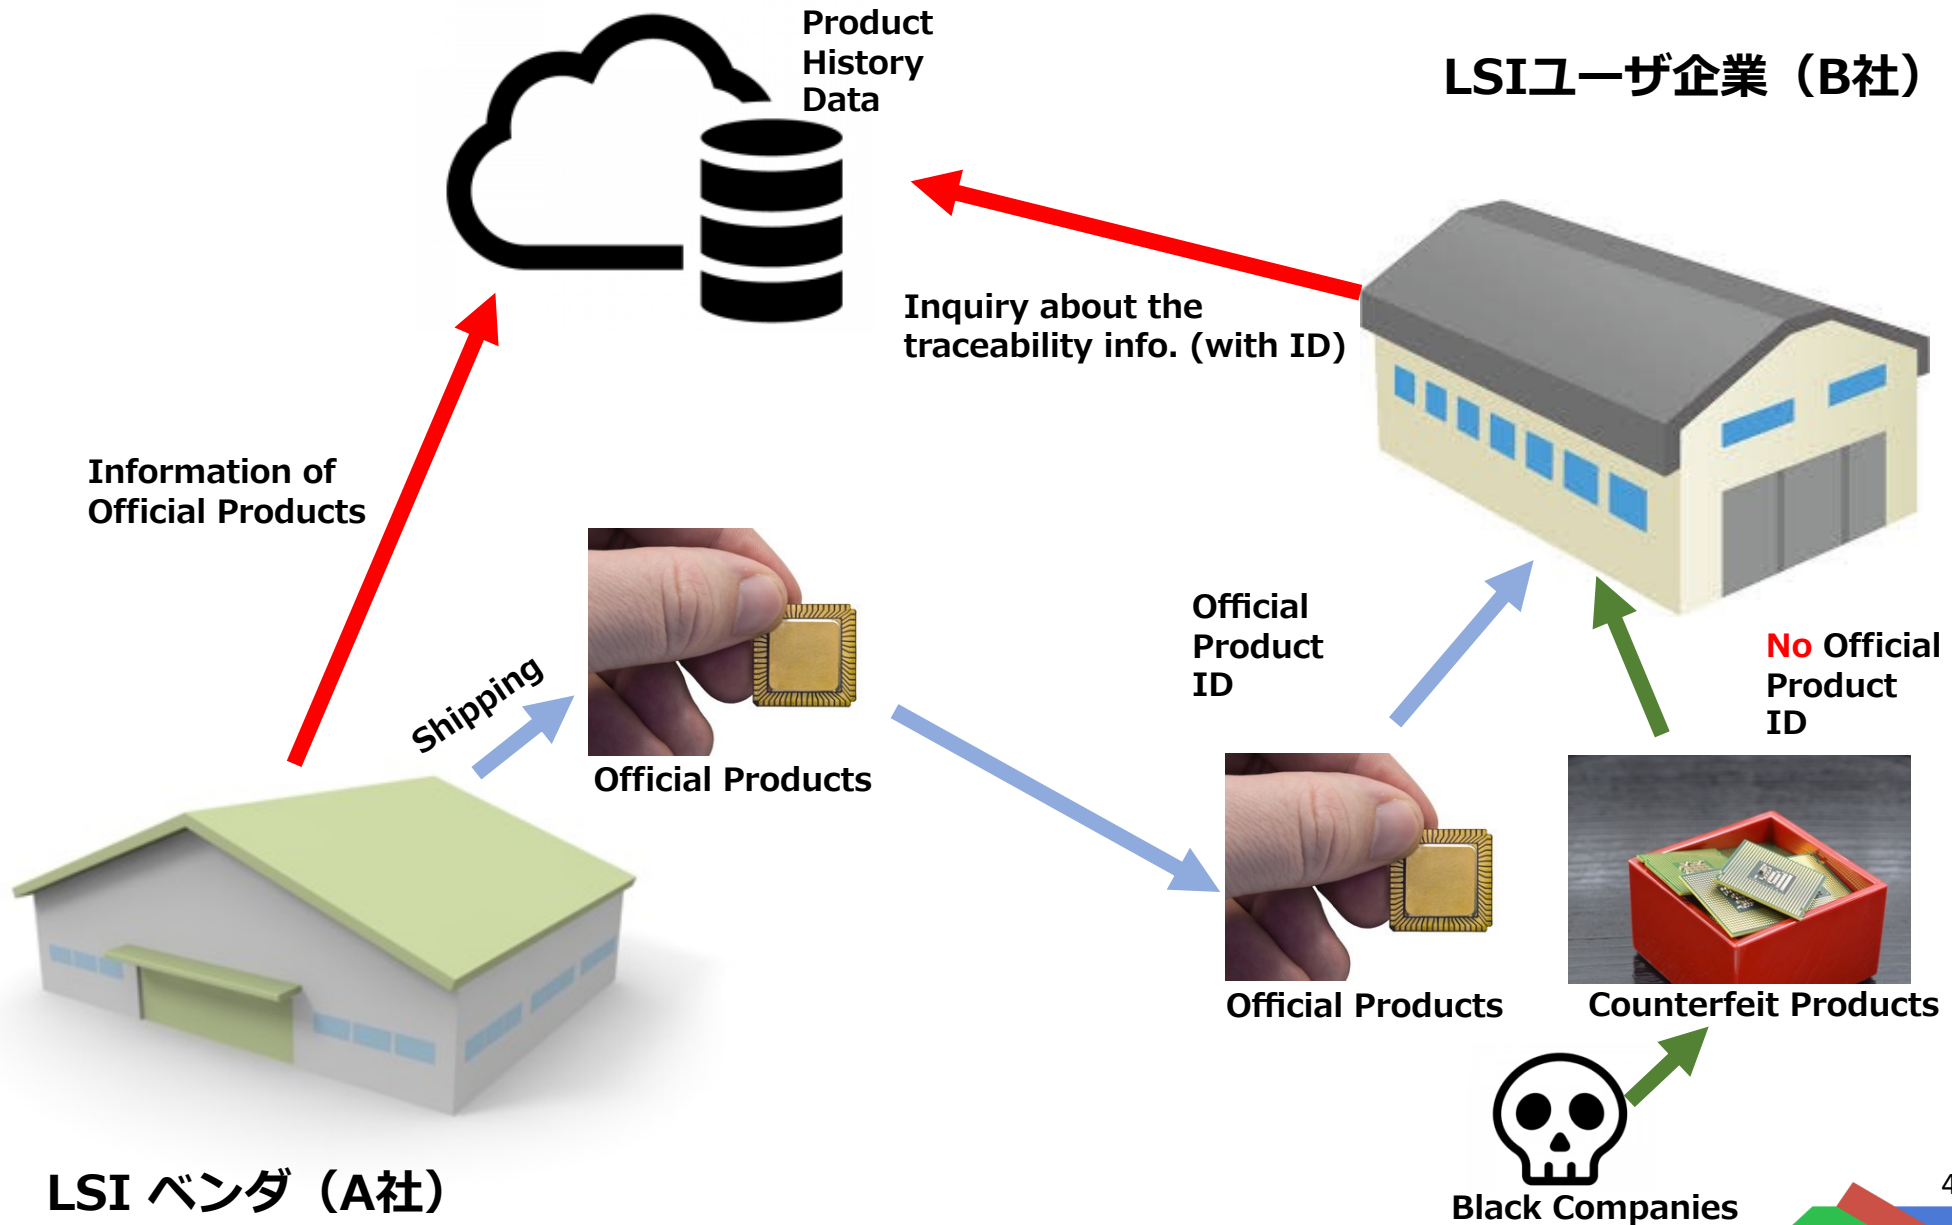 Product
History
Data
LSIユーザ企業（B社）
Inquiry about the
traceability info. (with ID)
Information of
Official Products
Shipping
Official Products
Official
Product
ID
No Official
Product
ID
Official Products
Counterfeit Products
LSI ベンダ（A社）
Black Companies
4